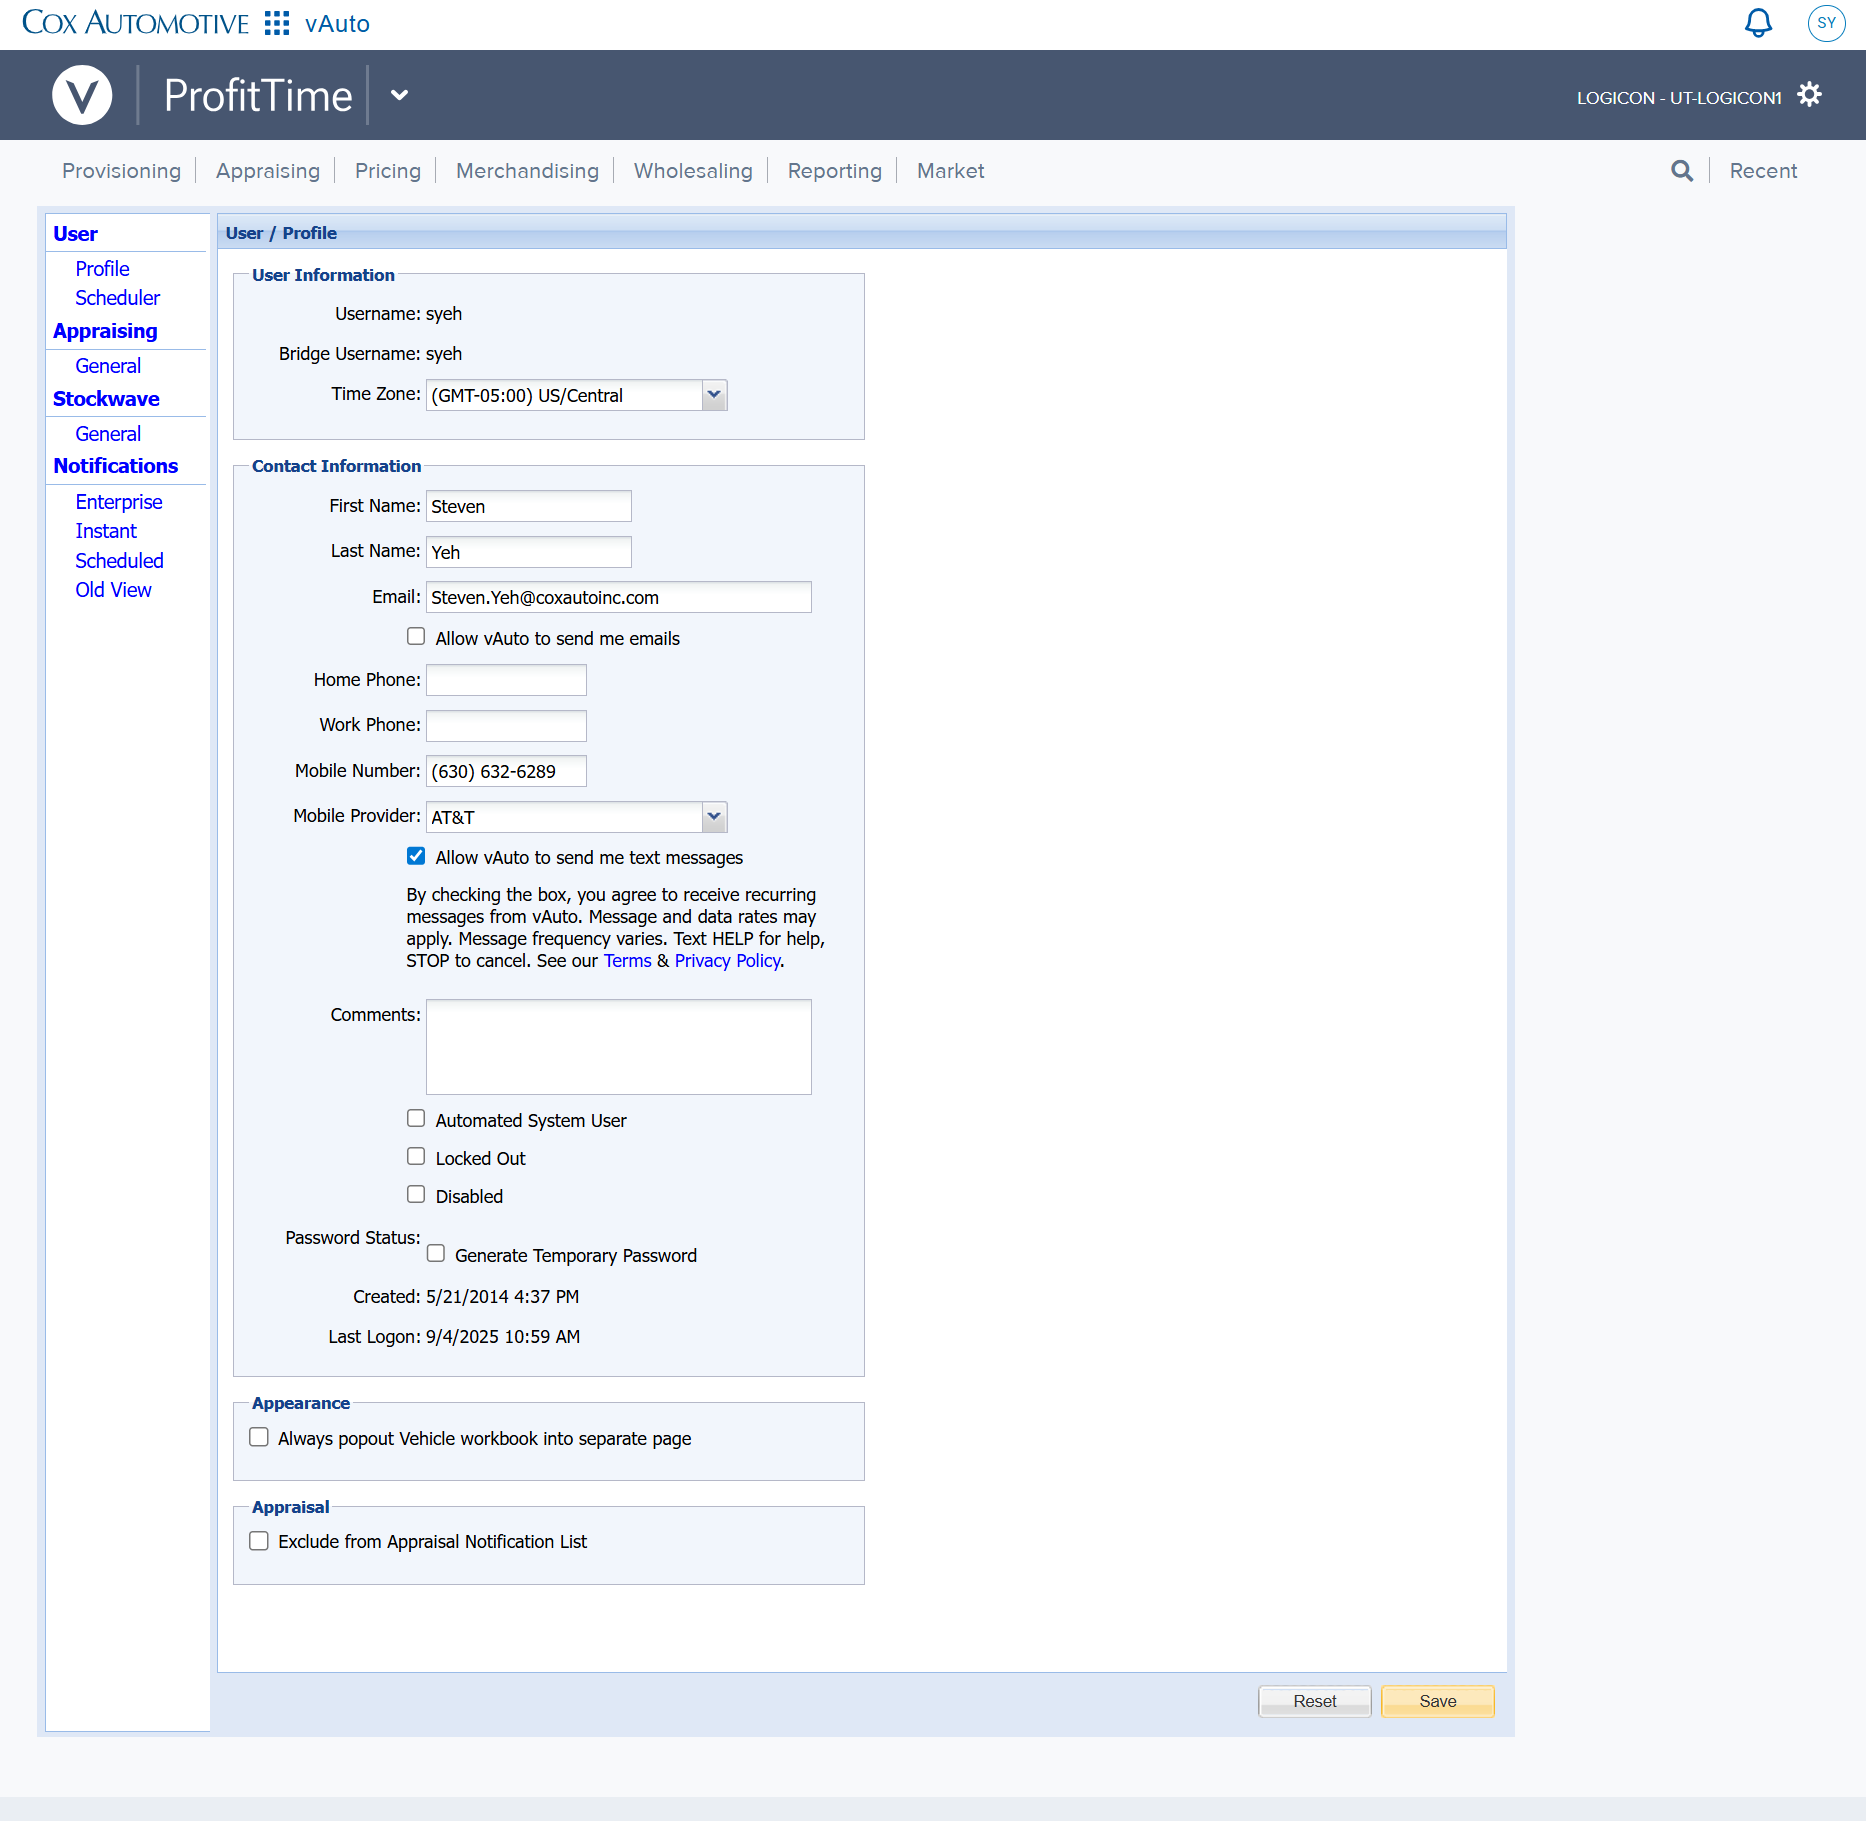 COX AUTOMOTIVE vAuto
SY
V ProfitTime
LOGICON - UT-LOGICON1
Provisioning Appraising Pricing Merchandising Wholesaling Reporting Market Recent
User
Profile
Scheduler
Appraising
General
Stockwave
General
Notifications
Enterprise
Instant
Scheduled
Old View
User / Profile
User Information
Username: syeh
Bridge Username: syeh
Time Zone: (GMT-05:00) US/Central
Contact Information
First Name: Steven
Last Name: Yeh
Email: Steven.Yeh@coxautoinc.com
Allow vAuto to send me emails
Home Phone:
Work Phone:
Mobile Number: (630) 632-6289
Mobile Provider: AT&T
Allow vAuto to send me text messages
By checking the box, you agree to receive recurring
messages from vAuto. Message and data rates may
apply. Message frequency varies. Text HELP for help,
STOP to cancel. See our Terms & Privacy Policy.
Comments:
Automated System User
Locked Out
Disabled
Password Status:
Generate Temporary Password
Created: 5/21/2014 4:37 PM
Last Logon: 9/4/2025 10:59 AM
Appearance
Always popout Vehicle workbook into separate page
Appraisal
Exclude from Appraisal Notification List
Reset Save